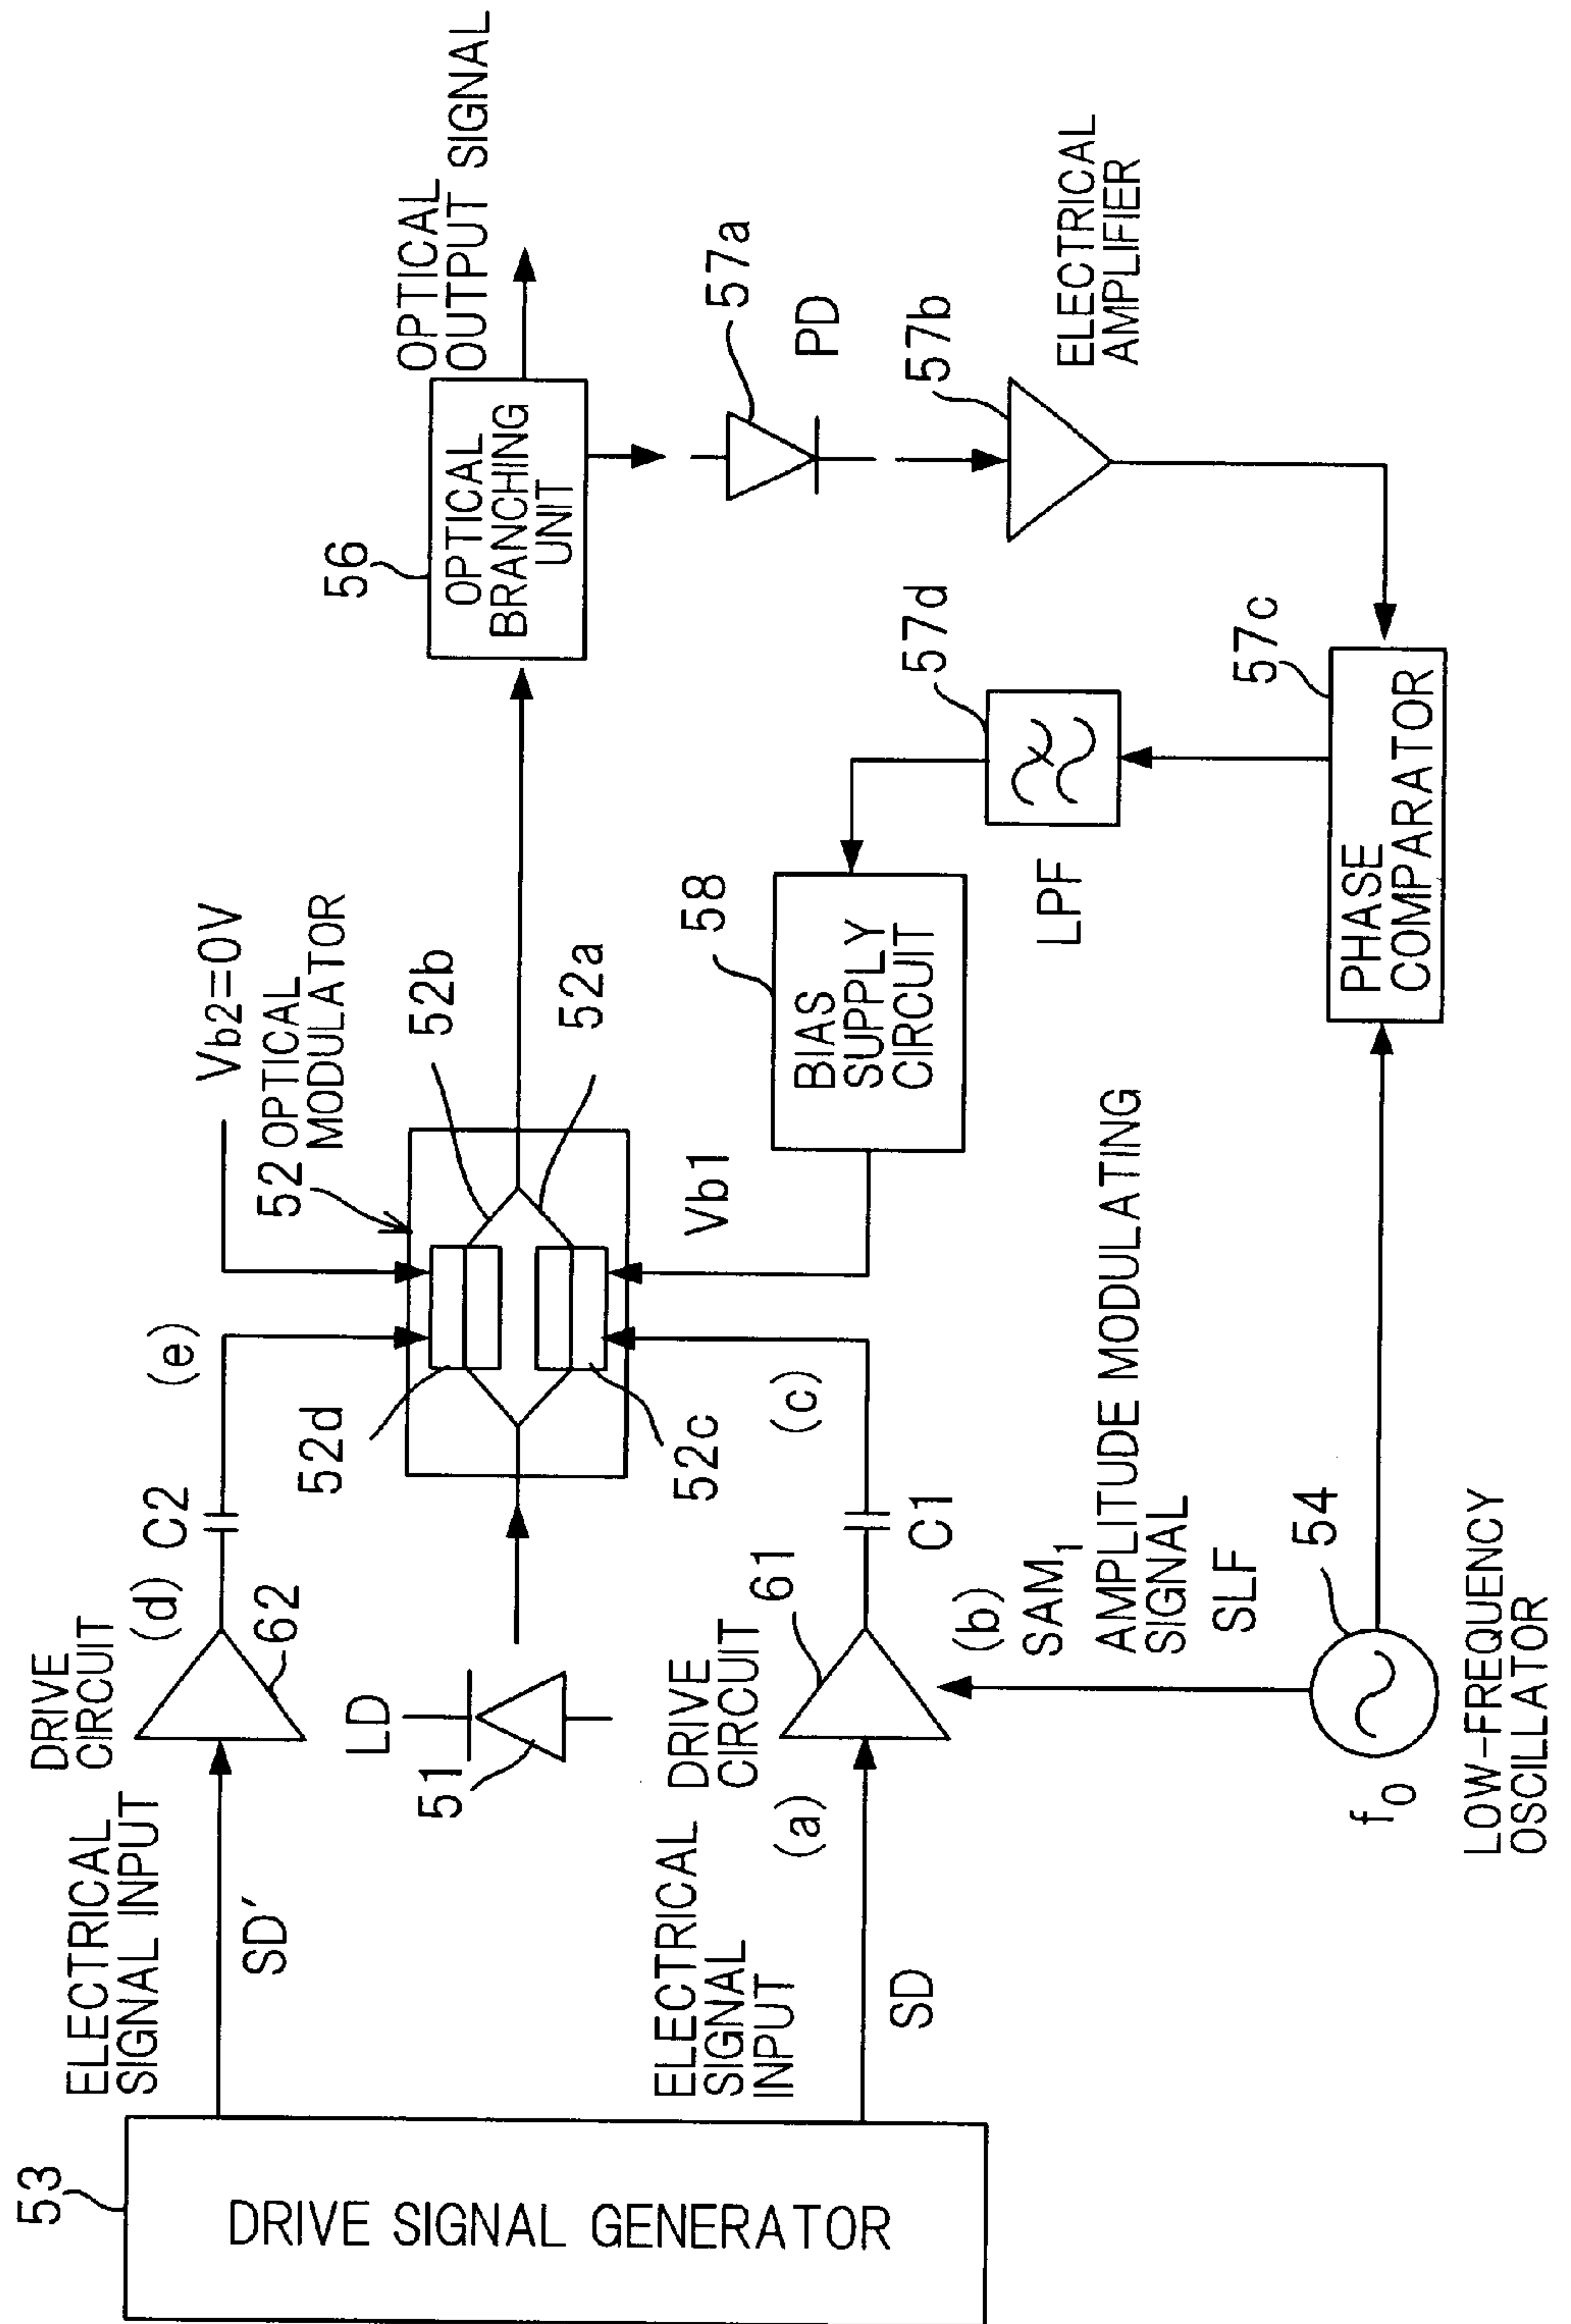 53
DRIVE SIGNAL GENERATOR
ELECTRICAL
SIGNAL INPUT
SD'
DRIVE
CIRCUIT
62
(d)
C2
(e)
Vb2=0V
52 OPTICAL
MODULATOR
LD
51
52d
52c
52b
52a
56
OPTICAL
BRANCHING
UNIT
OPTICAL
OUTPUT SIGNAL
57a
PD
57b
ELECTRICAL
AMPLIFIER
ELECTRICAL
SIGNAL
INPUT
SD
(a)
DRIVE
CIRCUIT
61
C1
(c)
Vb1
58
BIAS
SUPPLY
CIRCUIT
57d
LPF
57c
PHASE
COMPARATOR
(b)
SAM1
AMPLITUDE MODULATING
SIGNAL
SLF
54
f0
LOW-FREQUENCY
OSCILLATOR